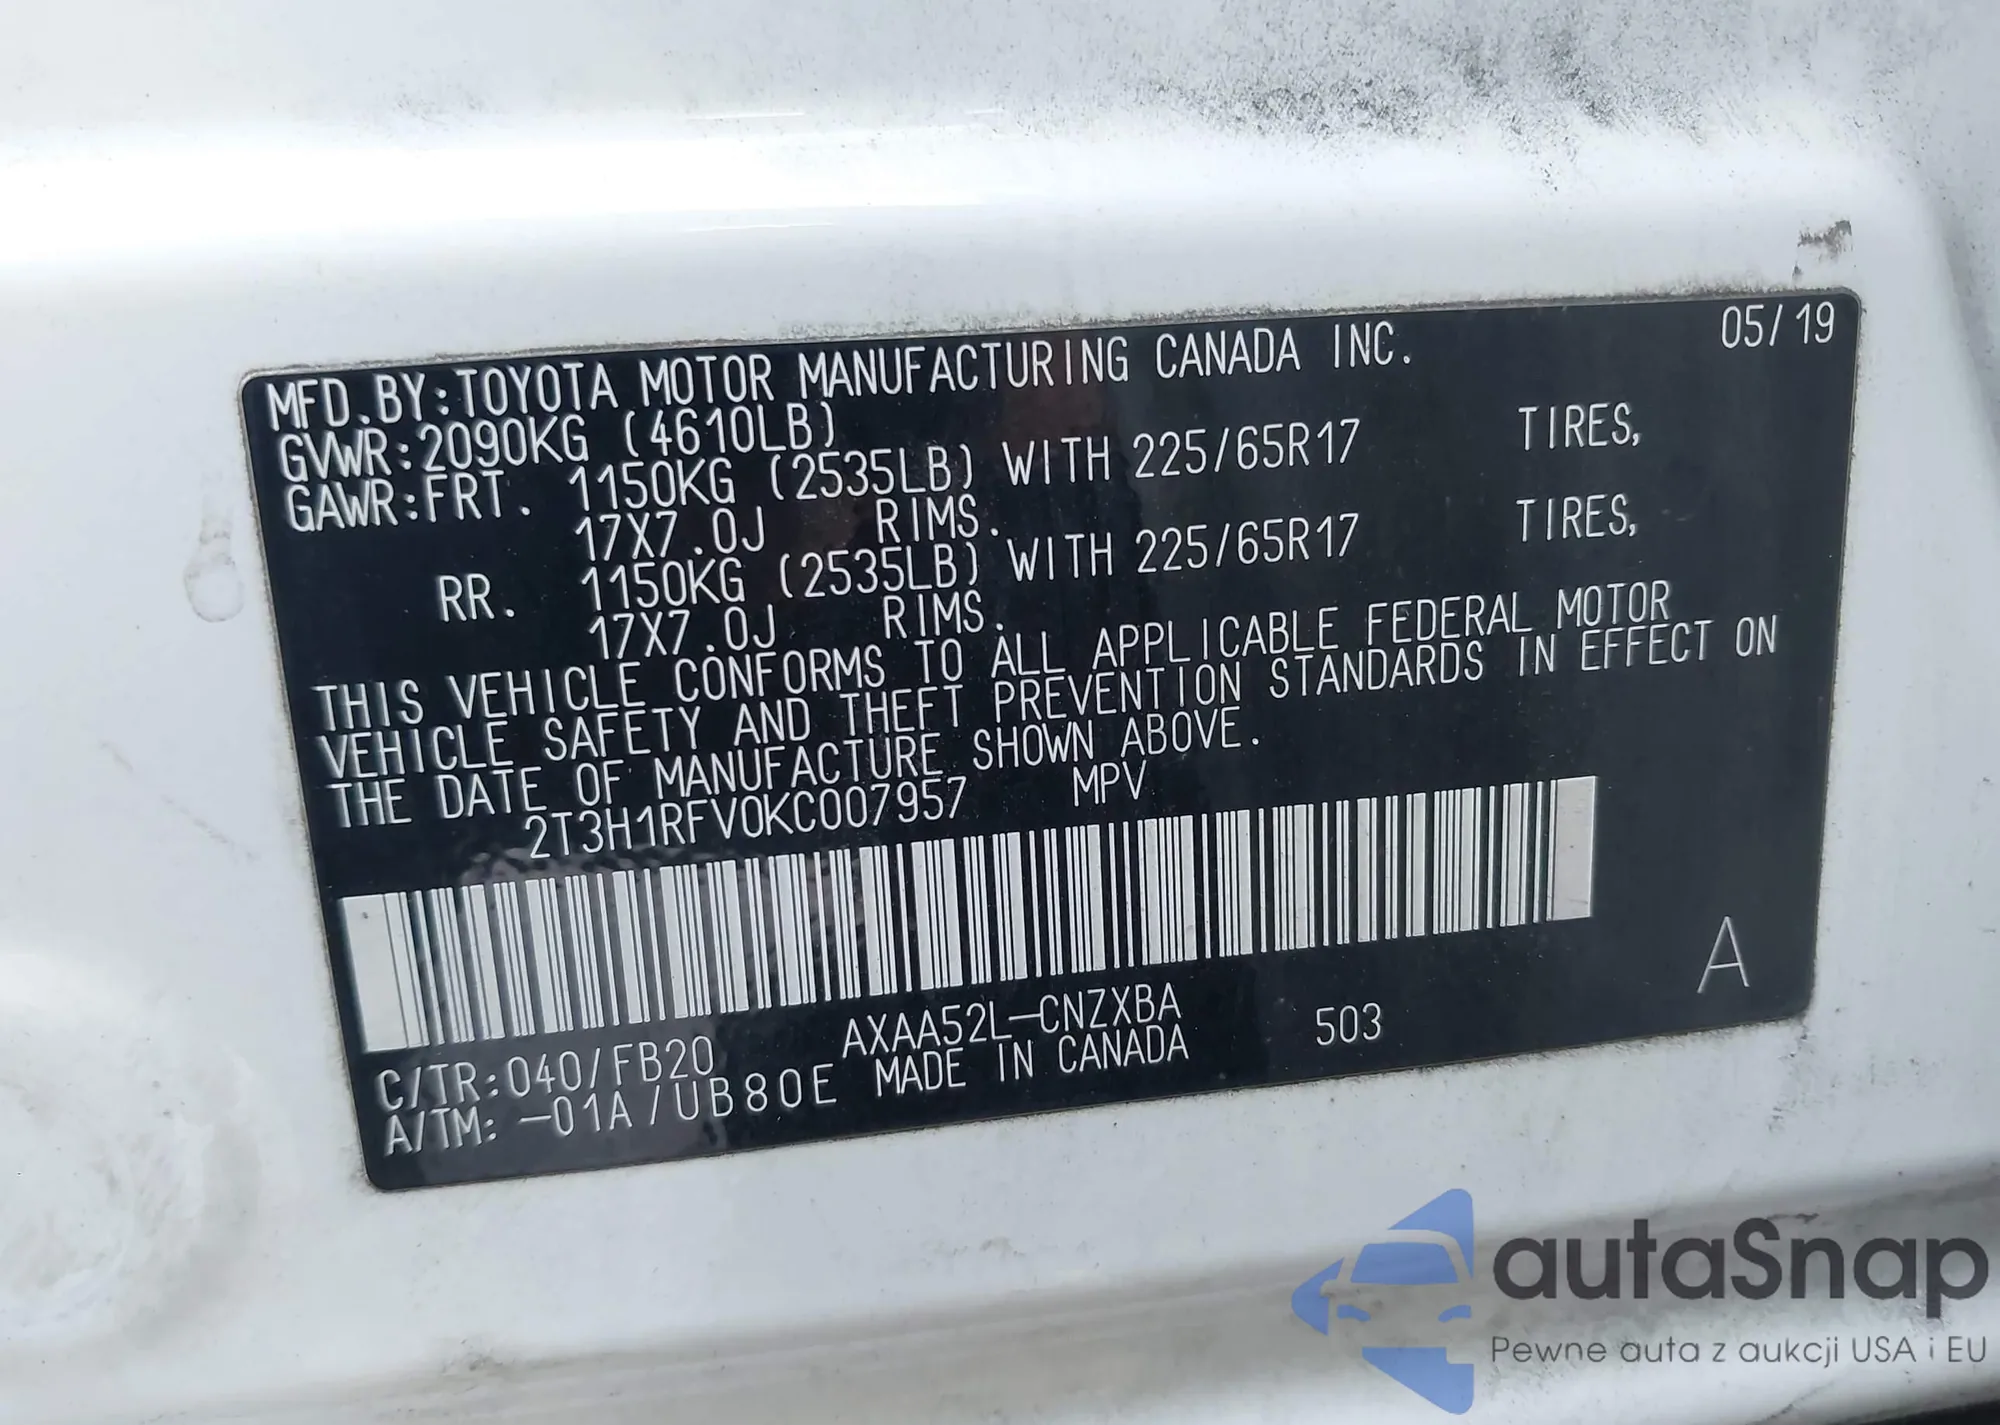 MFD.BY:TOYOTA MOTOR MANUFACTURING CANADA INC. 05/19
GVWR:2090KG (4610LB)
GAWR:FRT. 1150KG (2535LB) WITH 225/65R17 TIRES,
17X7.0J RIMS.
RR. 1150KG (2535LB) WITH 225/65R17 TIRES,
17X7.0J RIMS.
THIS VEHICLE CONFORMS TO ALL APPLICABLE FEDERAL MOTOR
VEHICLE SAFETY AND THEFT PREVENTION STANDARDS IN EFFECT ON
THE DATE OF MANUFACTURE SHOWN ABOVE.
2T3H1RFV0KC007957 MPV
A
AXAA52L-CNZXBA 503
C/TR:040/FB20 MADE IN CANADA
A/TM: -01A/UB80E
autaSnap
Pewne auta z aukcji USA i EU